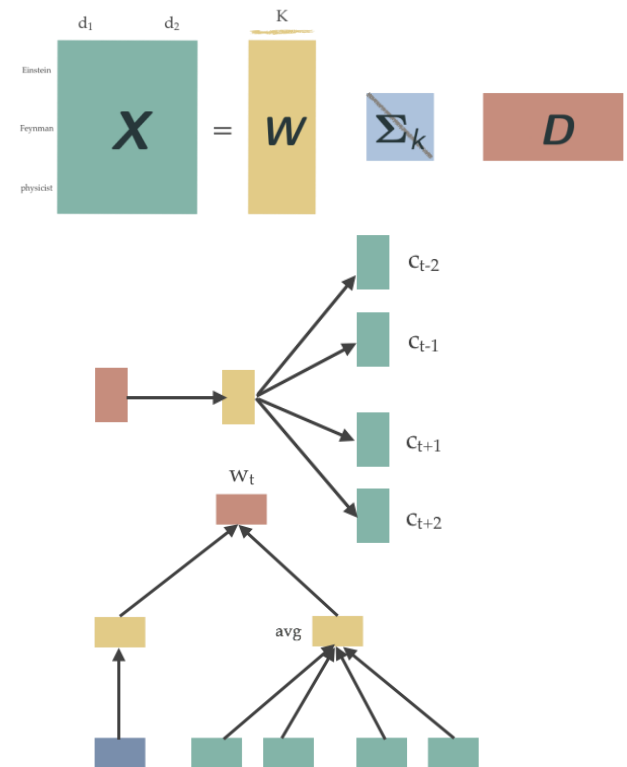 K
d₁ d₂
Einstein
Feynman
physicist
X = W Σₖ D
cₜ₋₂
cₜ₋₁
cₜ₊₁
cₜ₊₂
wₜ
avg